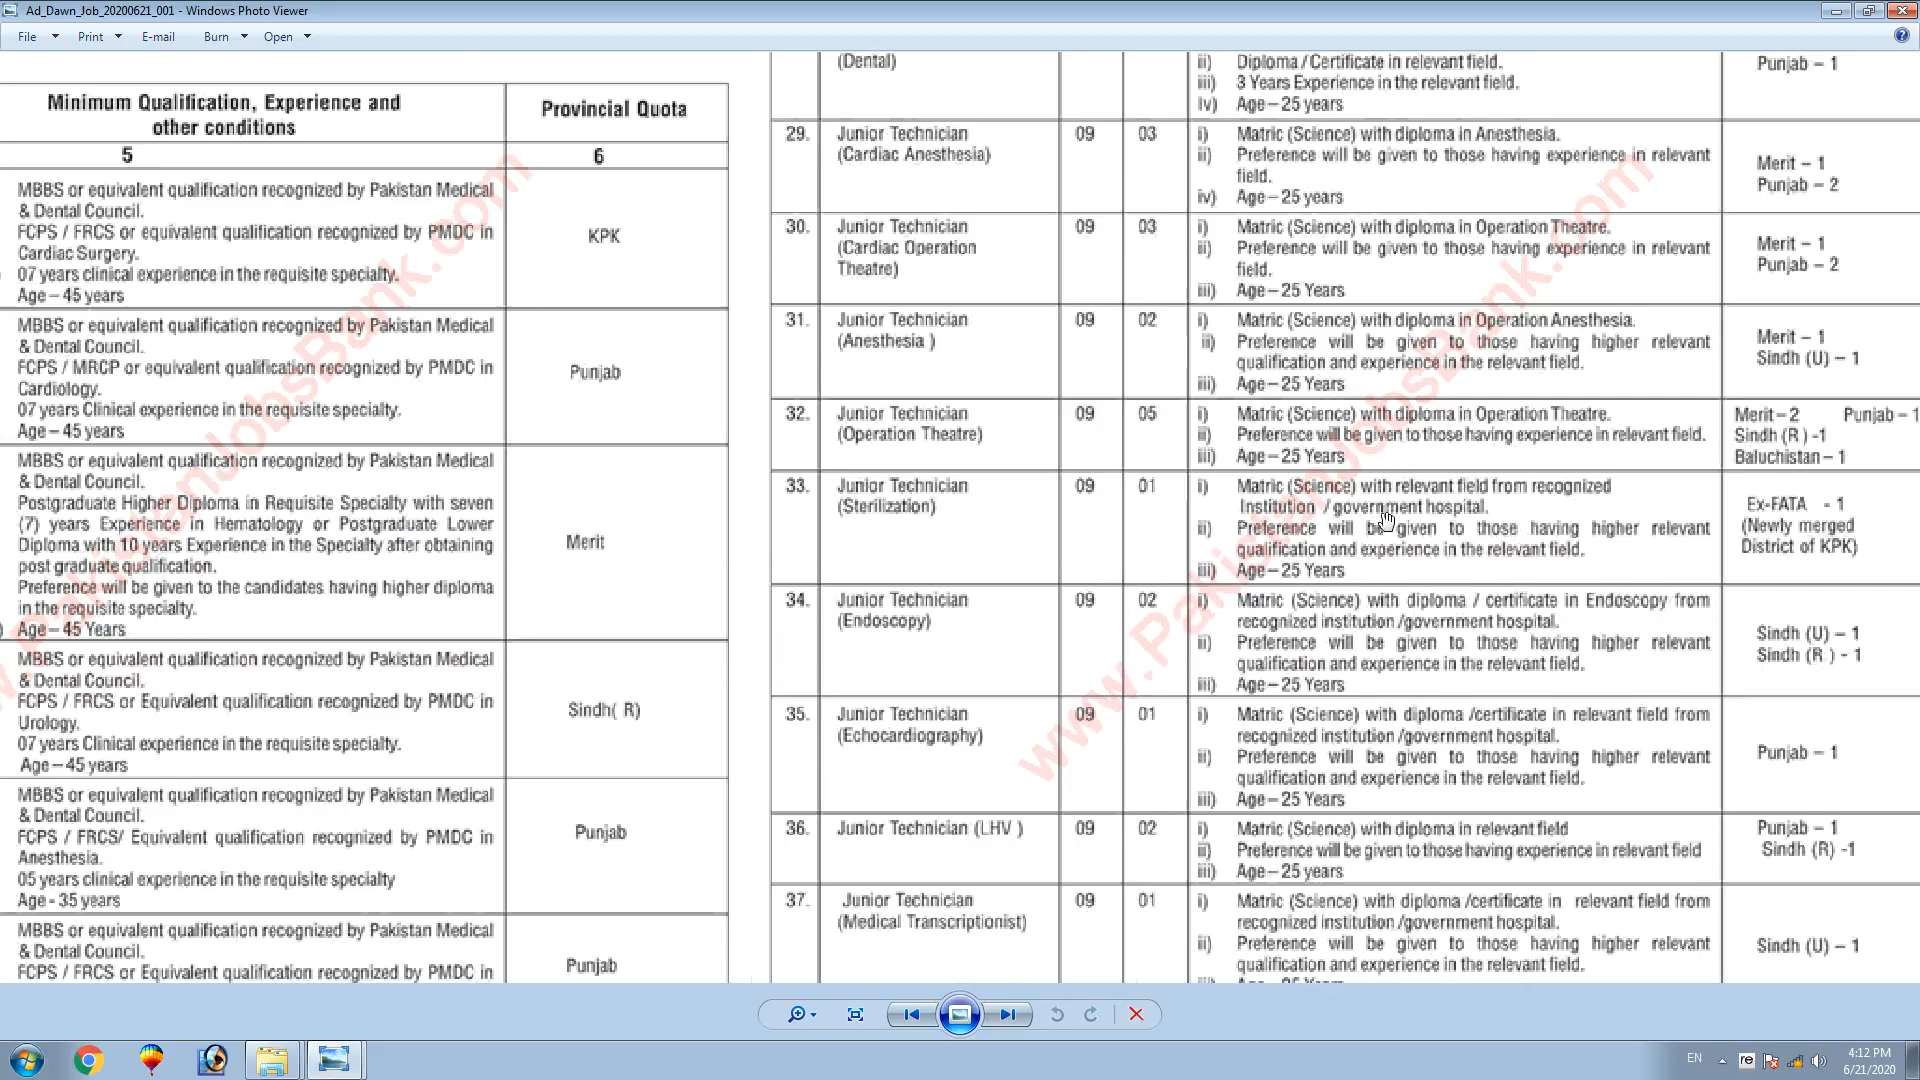 Ad_Dawn_Job_20200621_001 - Windows Photo Viewer
File Print E-mail Burn Open
Minimum Qualification, Experience and
other conditions
Provincial Quota
5
6
MBBS or equivalent qualification recognized by Pakistan Medical
& Dental Council.
FCPS / FRCS or equivalent qualification recognized by PMDC in
Cardiac Surgery.
07 years clinical experience in the requisite specialty.
Age – 45 years
KPK
MBBS or equivalent qualification recognized by Pakistan Medical
& Dental Council.
FCPS / MRCP or equivalent qualification recognized by PMDC in
Cardiology.
07 years Clinical experience in the requisite specialty.
Age – 45 years
Punjab
MBBS or equivalent qualification recognized by Pakistan Medical
& Dental Council.
Postgraduate Higher Diploma in Requisite Specialty with seven
(7) years Experience in Hematology or Postgraduate Lower
Diploma with 10 years Experience in the Specialty after obtaining
post graduate qualification.
Preference will be given to the candidates having higher diploma
in the requisite specialty.
Age – 45 Years
Merit
MBBS or equivalent qualification recognized by Pakistan Medical
& Dental Council.
FCPS / FRCS or Equivalent qualification recognized by PMDC in
Urology.
07 years Clinical experience in the requisite specialty.
Age – 45 years
Sindh( R)
MBBS or equivalent qualification recognized by Pakistan Medical
& Dental Council.
FCPS / FRCS/ Equivalent qualification recognized by PMDC in
Anesthesia.
05 years clinical experience in the requisite specialty
Age - 35 years
Punjab
MBBS or equivalent qualification recognized by Pakistan Medical
& Dental Council.
FCPS / FRCS or Equivalent qualification recognized by PMDC in
Punjab
(Dental)
ii) Diploma / Certificate in relevant field.
iii) 3 Years Experience in the relevant field.
iv) Age – 25 years
Punjab – 1
29. Junior Technician 09 03
(Cardiac Anesthesia)
i) Matric (Science) with diploma in Anesthesia.
ii) Preference will be given to those having experience in relevant
field.
iv) Age – 25 years
Merit – 1
Punjab – 2
30. Junior Technician 09 03
(Cardiac Operation
Theatre)
i) Matric (Science) with diploma in Operation Theatre.
ii) Preference will be given to those having experience in relevant
field.
iii) Age – 25 Years
Merit – 1
Punjab – 2
31. Junior Technician 09 02
(Anesthesia )
i) Matric (Science) with diploma in Operation Anesthesia.
ii) Preference will be given to those having higher relevant
qualification and experience in the relevant field.
iii) Age – 25 Years
Merit – 1
Sindh (U) – 1
32. Junior Technician 09 05
(Operation Theatre)
i) Matric (Science) with diploma in Operation Theatre.
ii) Preference will be given to those having experience in relevant field.
iii) Age – 25 Years
Merit – 2 Punjab – 1
Sindh (R ) -1
Baluchistan – 1
33. Junior Technician 09 01
(Sterilization)
i) Matric (Science) with relevant field from recognized
Institution / government hospital.
ii) Preference will be given to those having higher relevant
qualification and experience in the relevant field.
iii) Age – 25 Years
Ex-FATA - 1
(Newly merged
District of KPK)
34. Junior Technician 09 02
(Endoscopy)
i) Matric (Science) with diploma / certificate in Endoscopy from
recognized institution /government hospital.
ii) Preference will be given to those having higher relevant
qualification and experience in the relevant field.
iii) Age – 25 Years
Sindh (U) – 1
Sindh (R ) - 1
35. Junior Technician 09 01
(Echocardiography)
i) Matric (Science) with diploma /certificate in relevant field from
recognized institution /government hospital.
ii) Preference will be given to those having higher relevant
qualification and experience in the relevant field.
iii) Age – 25 Years
Punjab – 1
36. Junior Technician (LHV ) 09 02
i) Matric (Science) with diploma in relevant field
ii) Preference will be given to those having experience in relevant field
iii) Age – 25 years
Punjab – 1
Sindh (R) -1
37. Junior Technician 09 01
(Medical Transcriptionist)
i) Matric (Science) with diploma /certificate in relevant field from
recognized institution /government hospital.
ii) Preference will be given to those having higher relevant
qualification and experience in the relevant field.
Sindh (U) – 1
www.PakistanJobsBank.com
PakistanJobsBank.com
EN
re
4:12 PM
6/21/2020